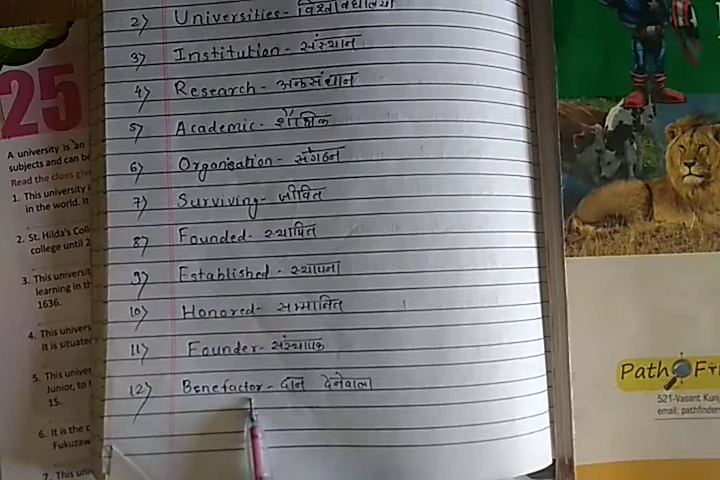 2) Universities - विश्वविद्यालयों
3) Institution - संस्थान
4) Research - अनुसंधान
5) Academic - शैक्षिक
6) Organisation - संगठन
7) Surviving - जीवित
8) Founded - स्थापित
9) Established - स्थापना
10) Honored - सम्मानित
11) Founder - संस्थापक
12) Benefactor - दान देनेवाला
25
A university is an
subjects and can be
Read the clues giv
1. This university i
in the world. It
2. St. Hilda's Coll
college until 2
3. This universit
learning in th
1636.
4. This univers
It is situate
5. This univer
Junior, to
15.
6. It is the c
Fukuzaw
7. This uni
Path Fin
521-Vasant Kunj
email: pathfinder